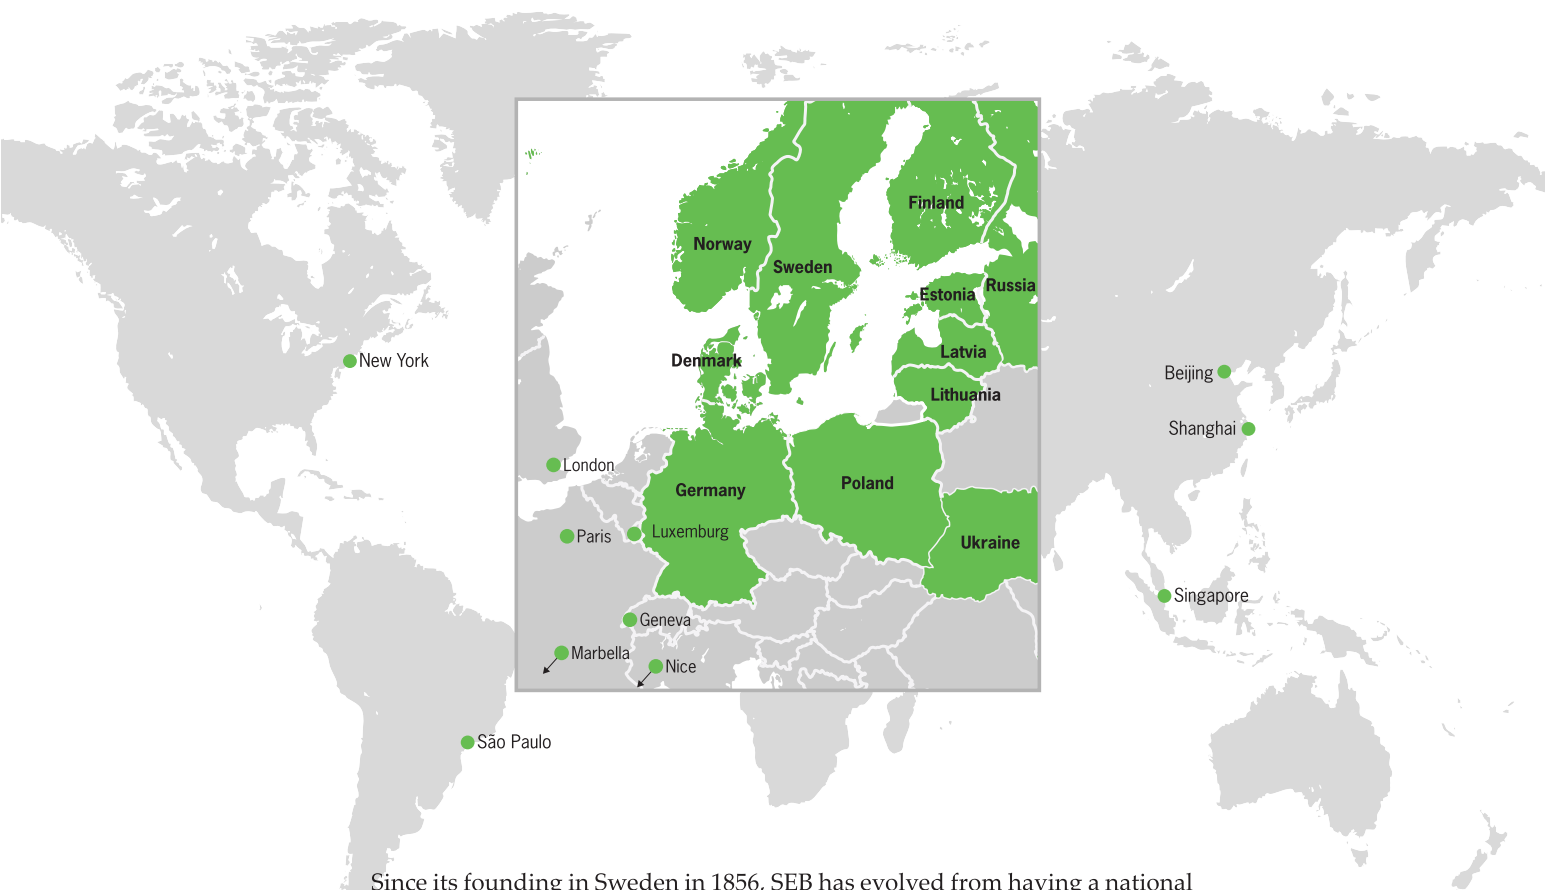 Finland
Norway
Sweden
Russia
Estonia
Latvia
Denmark
New York
Beijing
Lithuania
Shanghai
London
Poland
Germany
Luxemburg
Paris
Ukraine
Singapore
Geneva
Marbella
Nice
São Paulo
Since its founding in Sweden in 1856, SEB has evolved from having a national